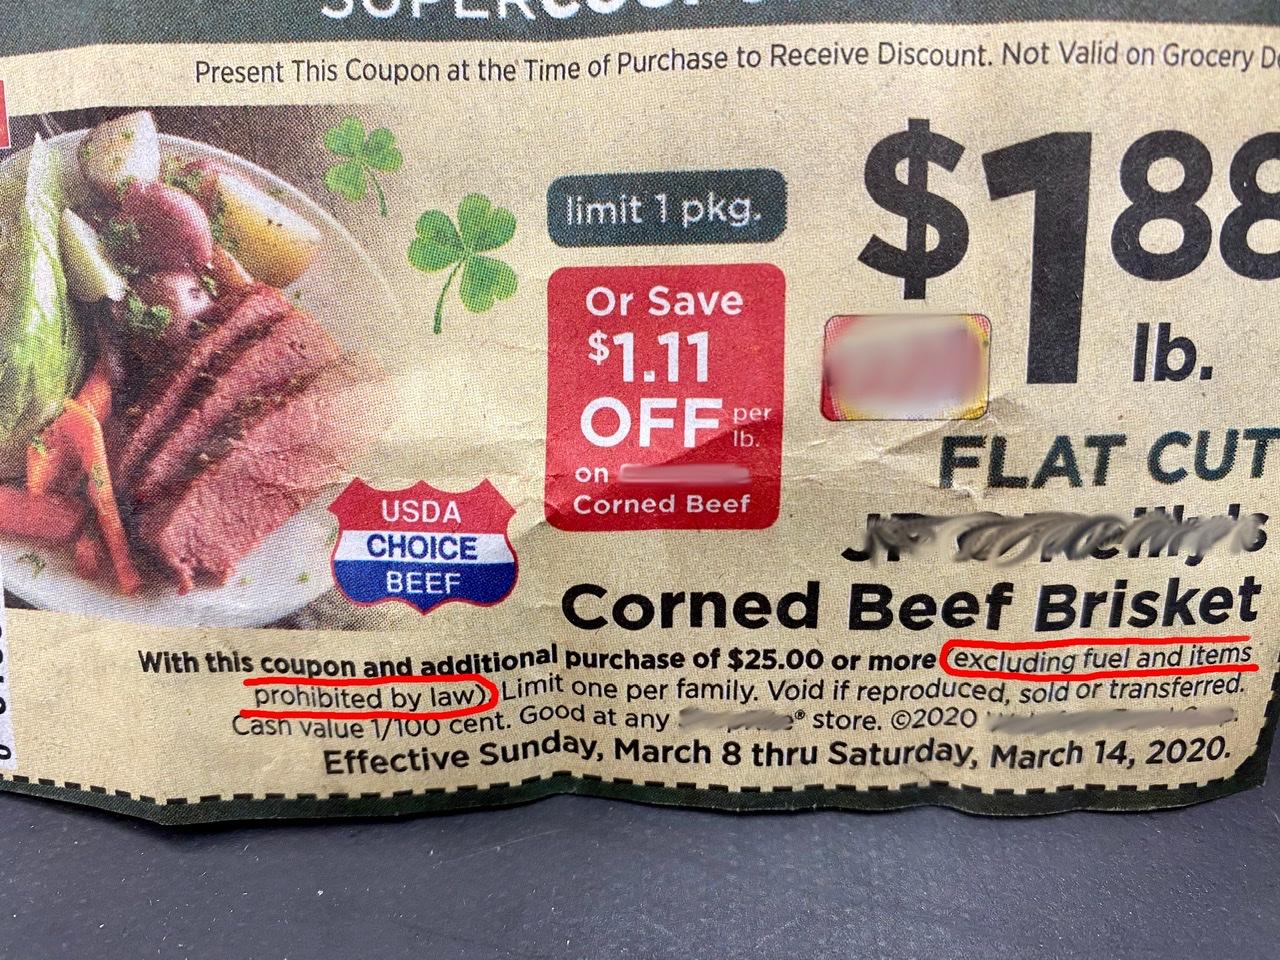 Present This Coupon at the Time of Purchase to Receive Discount. Not Valid on Grocery
limit 1 pkg.
$1 88
lb.
Or Save
$1.11
OFF per lb.
on
Corned Beef
FLAT CUT
USDA
CHOICE
BEEF
Corned Beef Brisket
With this coupon and additional purchase of $25.00 or more (excluding fuel and items
prohibited by law). Limit one per family. Void if reproduced, sold or transferred.
Cash value 1/100 cent. Good at any ® store. ©2020
Effective Sunday, March 8 thru Saturday, March 14, 2020.